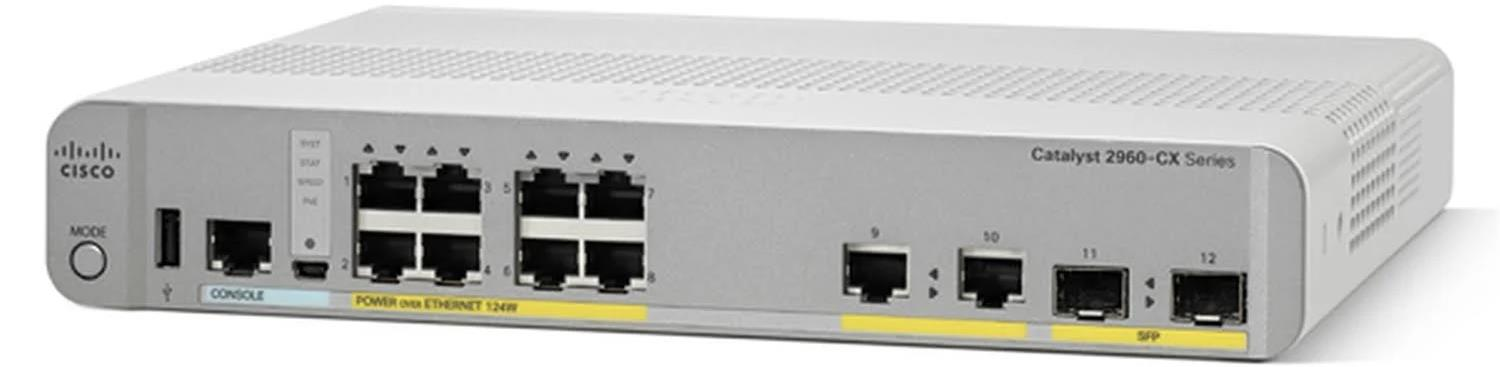 CISCO
MODE
CONSOLE
SYST
STAT
SPEED
PoE
1 3 5 7
2 4 6 8
POWER OVER ETHERNET 124W
Catalyst 2960-CX Series
9 10 11 12
SFP